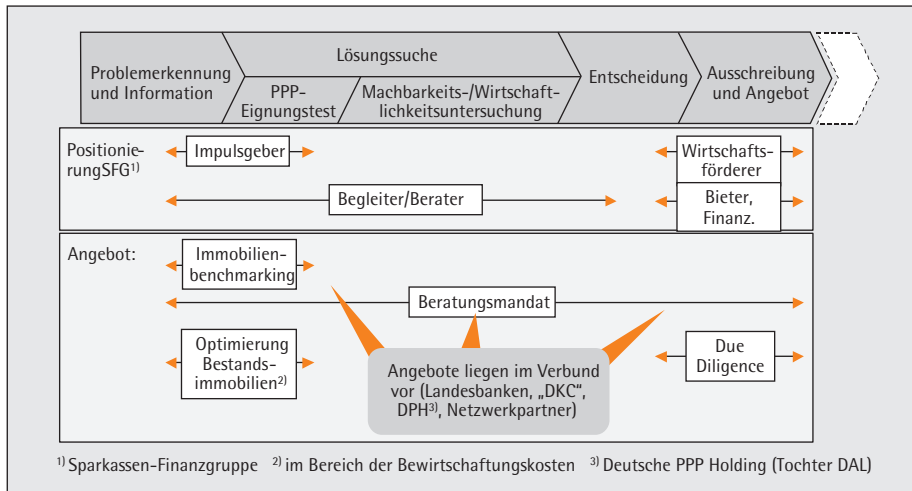 Problemerkennung
und Information
Lösungssuche
PPP-
Eignungstest
Machbarkeits-/Wirtschaft-
lichkeitsuntersuchung
Entscheidung
Ausschreibung
und Angebot
Positionie-
rungSFG1)
Impulsgeber
Begleiter/Berater
Wirtschafts-
förderer
Bieter,
Finanz.
Angebot:
Immobilien-
benchmarking
Beratungsmandat
Optimierung
Bestands-
immobilien2)
Angebote liegen im Verbund
vor (Landesbanken, „DKC“,
DPH3), Netzwerkpartner)
Due
Diligence
1) Sparkassen-Finanzgruppe 2) im Bereich der Bewirtschaftungskosten 3) Deutsche PPP Holding (Tochter DAL)